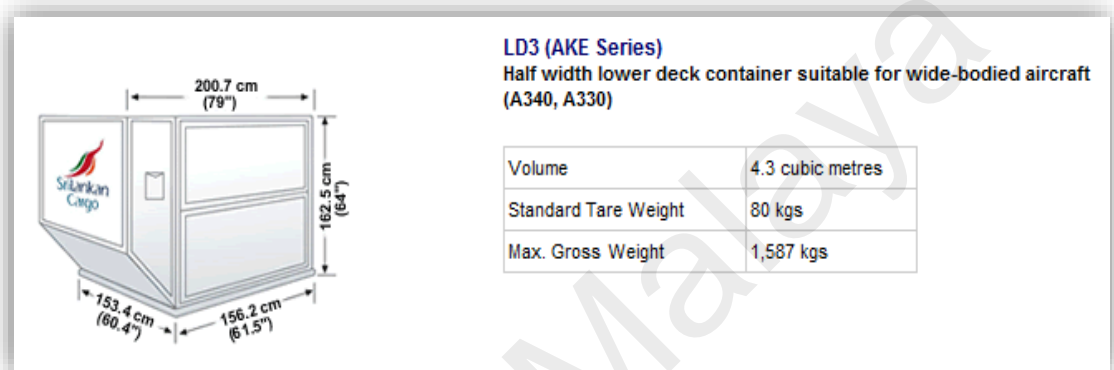 LD3 (AKE Series)
Half width lower deck container suitable for wide-bodied aircraft
(A340, A330)
200.7 cm
(79")
SriLankan
Cargo
162.5 cm
(64")
153.4 cm
(60.4")
156.2 cm
(61.5")
Volume 4.3 cubic metres
Standard Tare Weight 80 kgs
Max. Gross Weight 1,587 kgs
Malaya